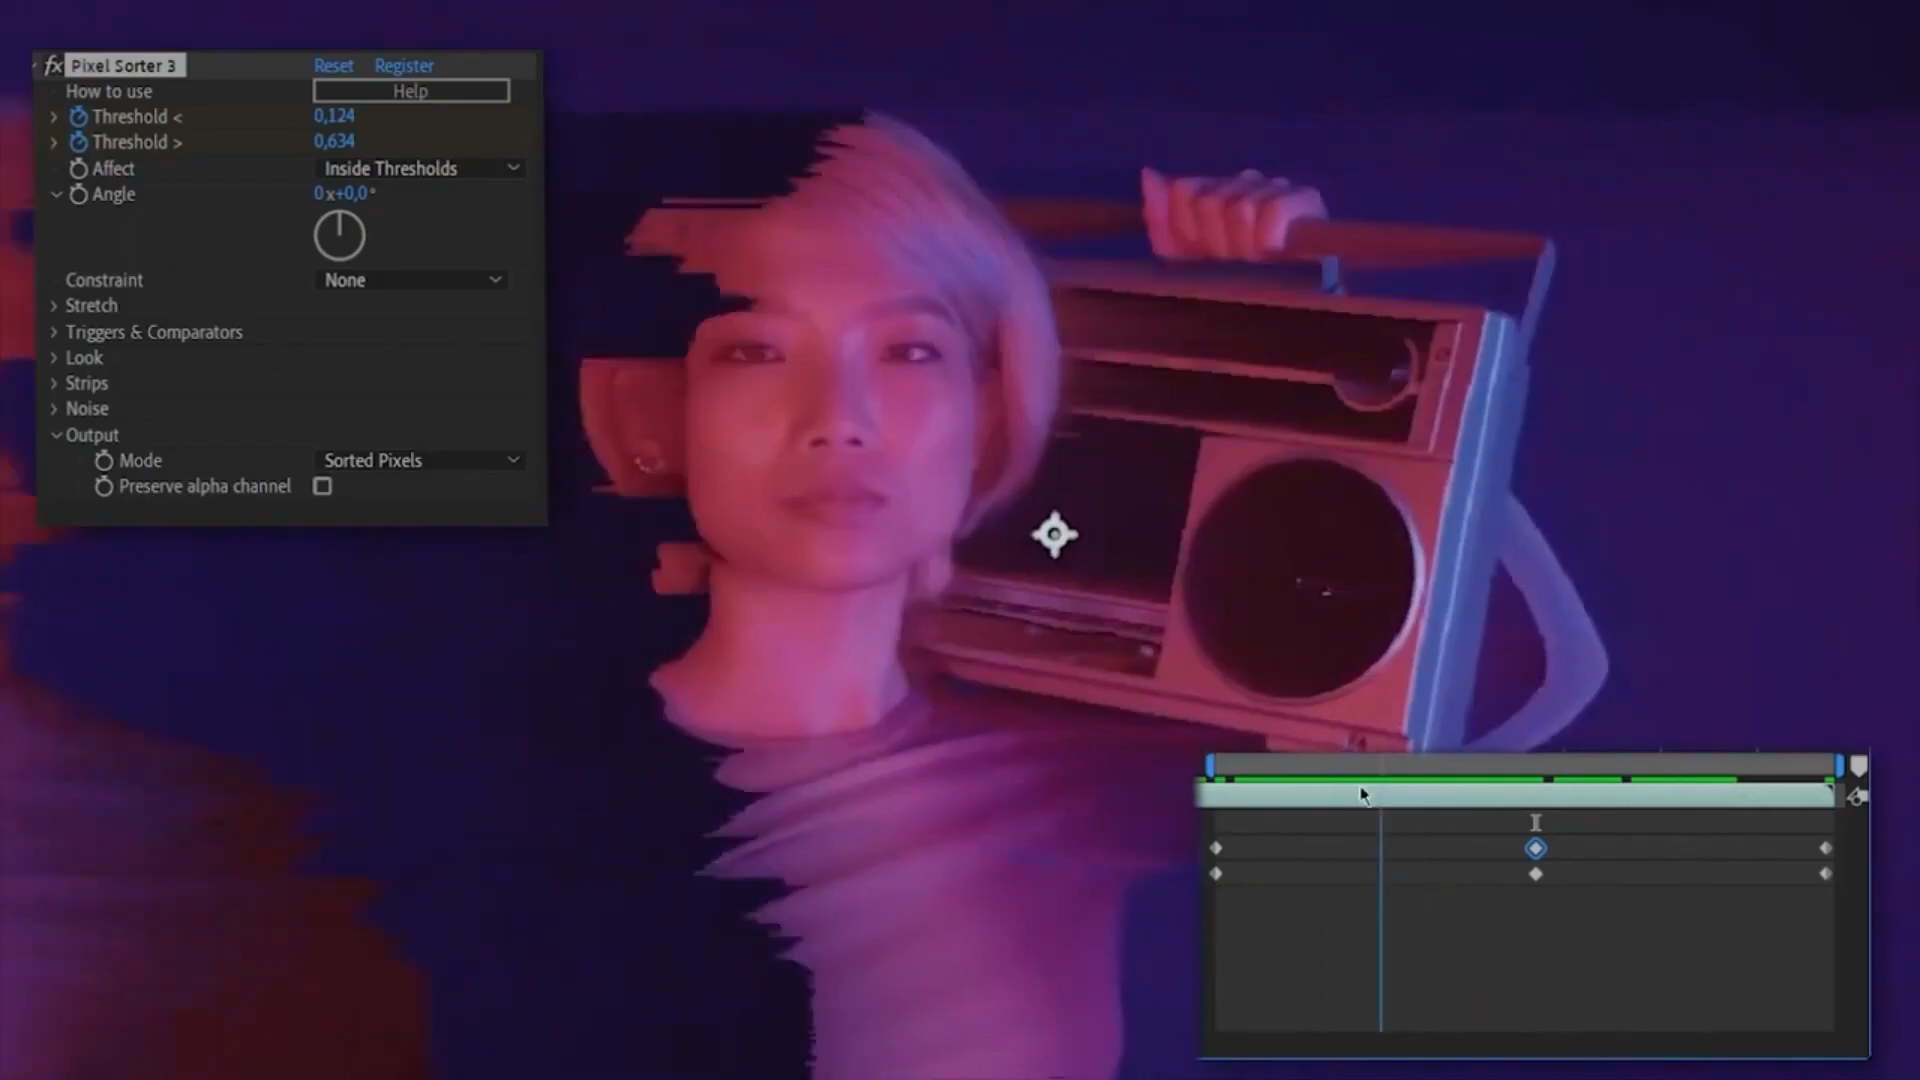 fx Pixel Sorter 3 Reset Register
How to use Help
Threshold < 0,124
Threshold > 0,634
Affect Inside Thresholds
Angle 0x+0,0°
Constraint None
Stretch
Triggers & Comparators
Look
Strips
Noise
Output
Mode Sorted Pixels
Preserve alpha channel